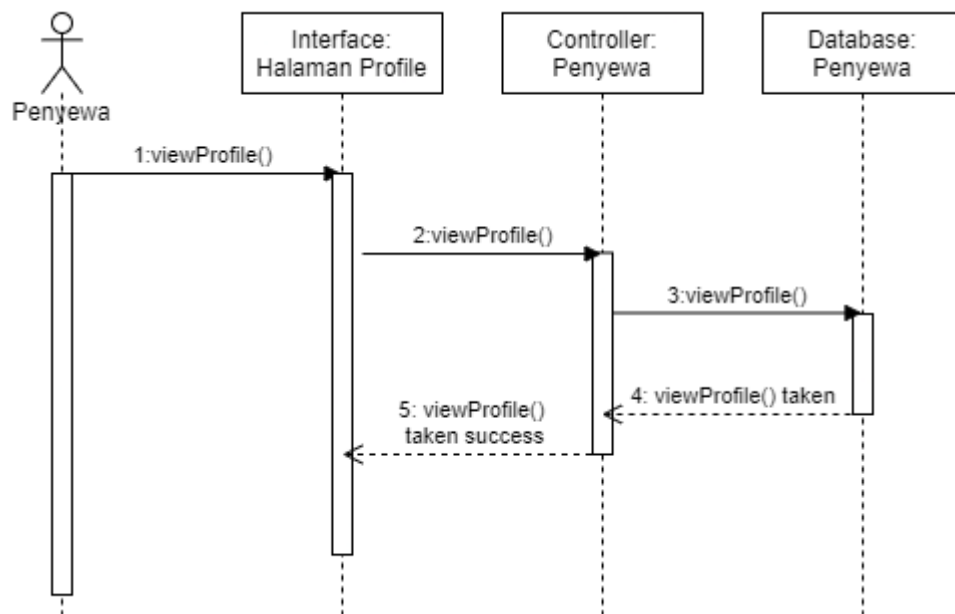 Penyewa
Interface:
Halaman Profile
Controller:
Penyewa
Database:
Penyewa
1:viewProfile()
2:viewProfile()
3:viewProfile()
4: viewProfile() taken
5: viewProfile()
taken success